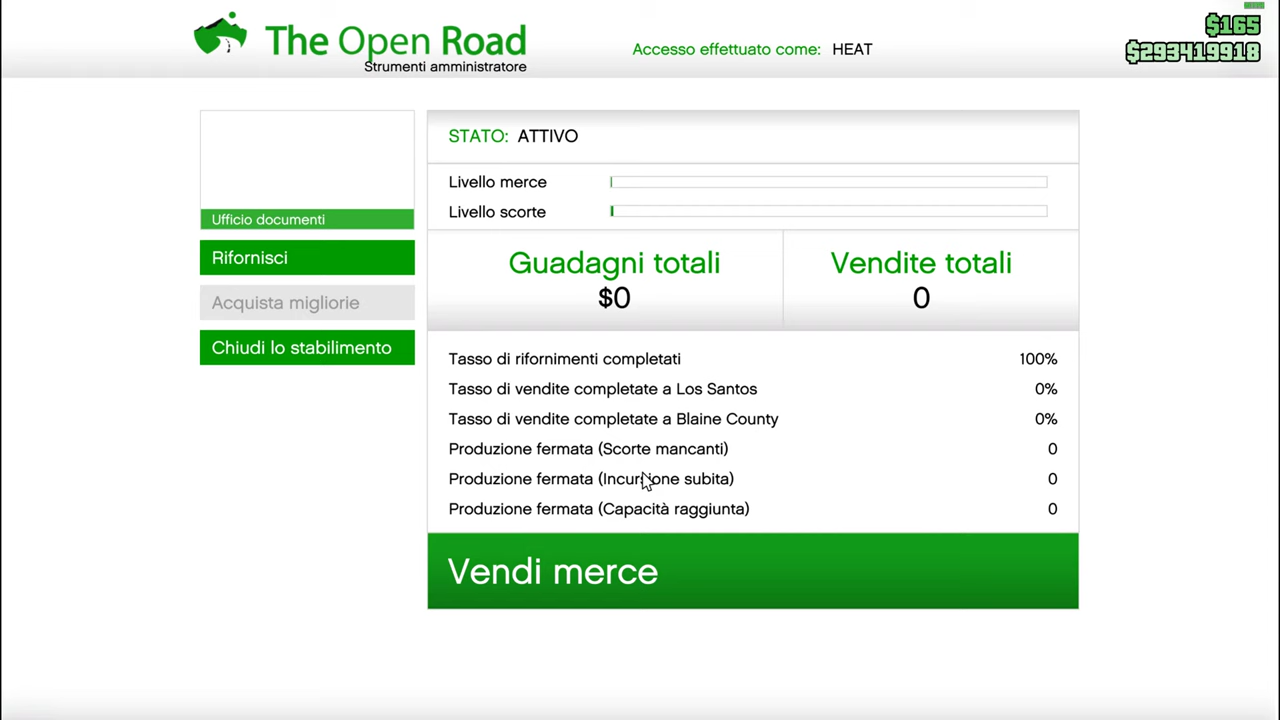 The Open Road
Strumenti amministratore
Accesso effettuato come: HEAT
$165
$293419918
Ufficio documenti
Rifornisci
Acquista migliorie
Chiudi lo stabilimento
STATO: ATTIVO
Livello merce
Livello scorte
Guadagni totali
$0
Vendite totali
0
Tasso di rifornimenti completati 100%
Tasso di vendite completate a Los Santos 0%
Tasso di vendite completate a Blaine County 0%
Produzione fermata (Scorte mancanti) 0
Produzione fermata (Incursione subita) 0
Produzione fermata (Capacità raggiunta) 0
Vendi merce